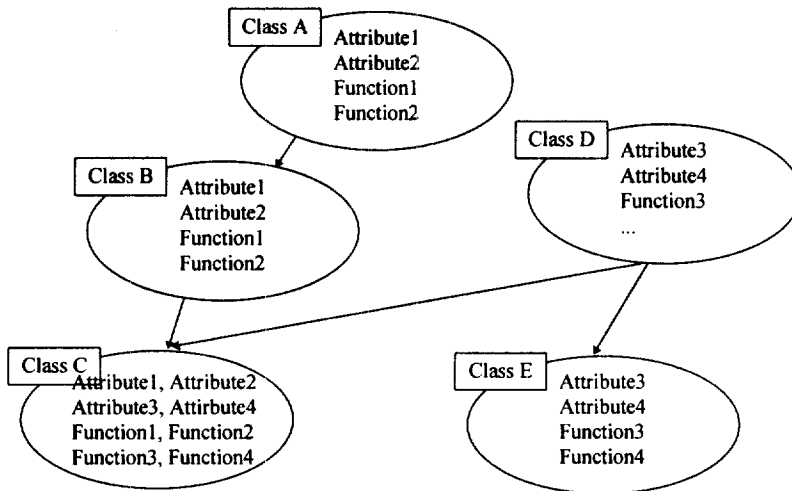 Class A
Attribute1
Attribute2
Function1
Function2
Class D
Attribute3
Attribute4
Function3
...
Class B
Attribute1
Attribute2
Function1
Function2
Class C
Attribute1, Attribute2
Attribute3, Attirbute4
Function1, Function2
Function3, Function4
Class E
Attribute3
Attribute4
Function3
Function4